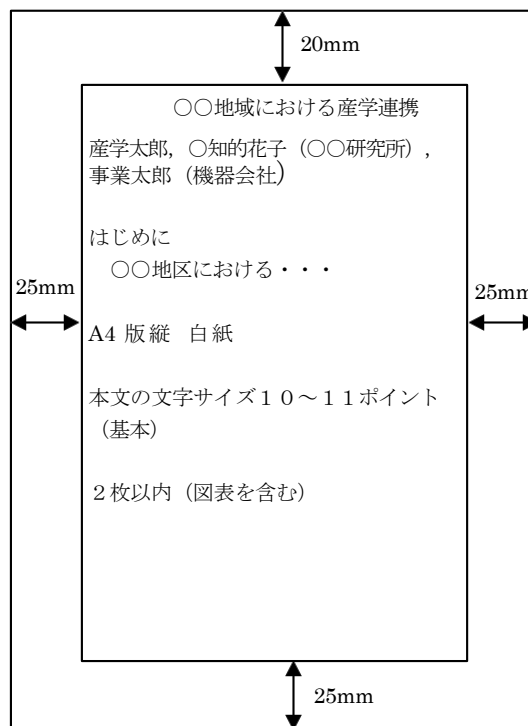 20mm
○○地域における産学連携
産学太郎，○知的花子（○○研究所），
事業太郎（機器会社）
はじめに
○○地区における・・・
25mm
25mm
A4 版縦 白紙
本文の文字サイズ１０～１１ポイント
（基本）
２枚以内（図表を含む）
25mm